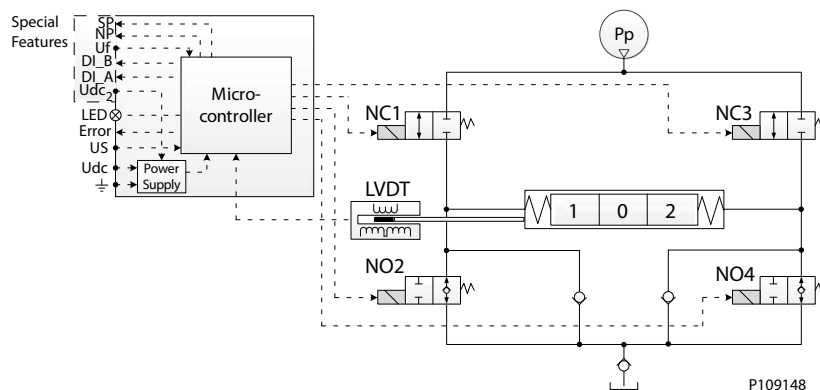 Special
Features
SP
NP
Uf
DI_B
DI_A
Udc2
LED
Error
US
Udc
Micro-
controller
Power
Supply
Pp
NC1
NC3
LVDT
1 0 2
NO2
NO4
P109148